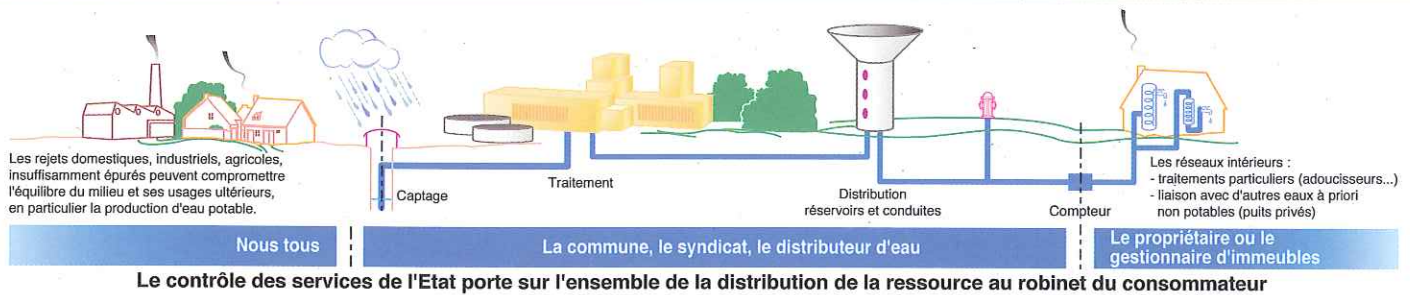 Les rejets domestiques, industriels, agricoles,
insuffisamment épurés peuvent compromettre
l'équilibre du milieu et ses usages ultérieurs,
en particulier la production d'eau potable.
Captage
Traitement
Distribution
réservoirs et conduites
Compteur
Les réseaux intérieurs :
- traitements particuliers (adoucisseurs...)
- liaison avec d'autres eaux à priori
non potables (puits privés)
Nous tous
La commune, le syndicat, le distributeur d'eau
Le propriétaire ou le
gestionnaire d'immeubles
Le contrôle des services de l'Etat porte sur l'ensemble de la distribution de la ressource au robinet du consommateur